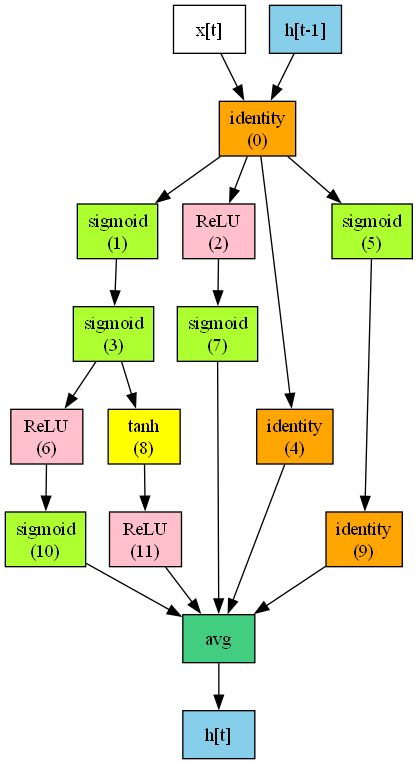 x[t]
h[t-1]
identity
(0)
sigmoid
(1)
ReLU
(2)
sigmoid
(5)
sigmoid
(3)
sigmoid
(7)
ReLU
(6)
tanh
(8)
identity
(4)
sigmoid
(10)
ReLU
(11)
identity
(9)
avg
h[t]